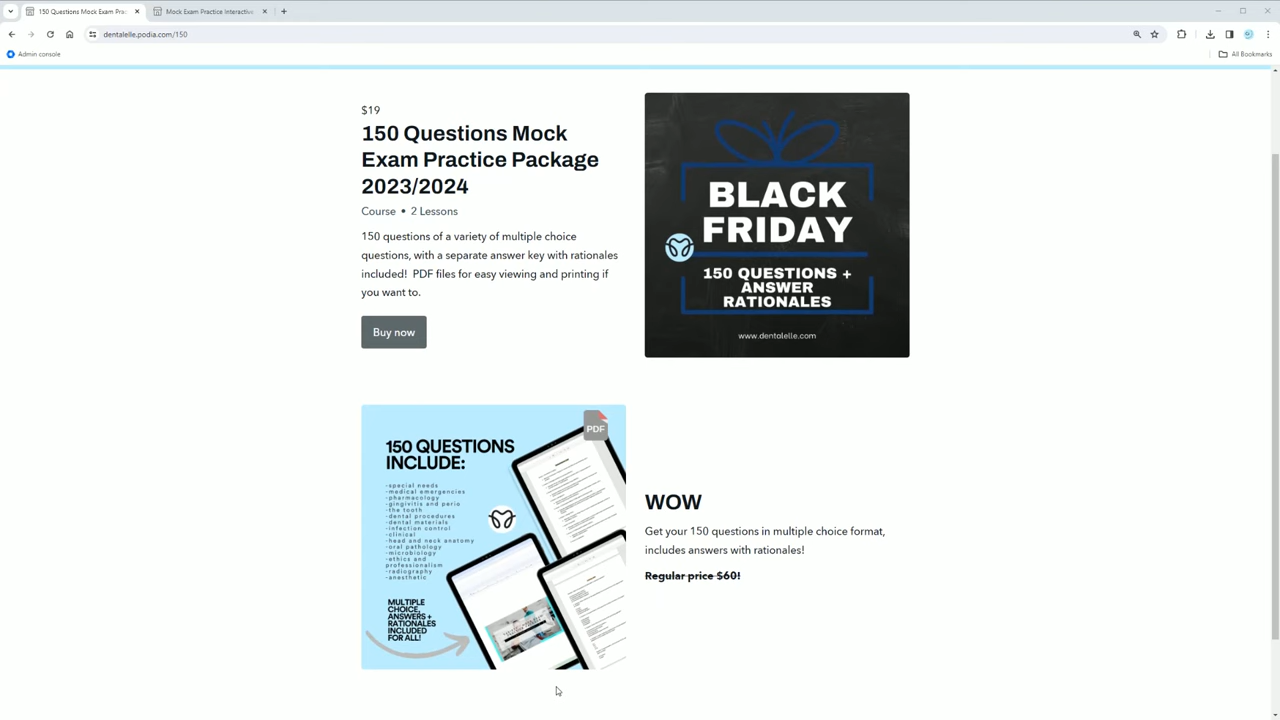 150 Questions Mock Exam Pra
Mock Exam Practice Interactive
dentalelle.podia.com/150
Admin console
All Bookmarks
$19
150 Questions Mock
Exam Practice Package
2023/2024
Course • 2 Lessons
150 questions of a variety of multiple choice
questions, with a separate answer key with rationales
included! PDF files for easy viewing and printing if
you want to.
Buy now
BLACK
FRIDAY
150 QUESTIONS +
ANSWER
RATIONALES
www.dentalelle.com
PDF
150 QUESTIONS
INCLUDE:
-special needs
-medical emergencies
-pharmacology
-gingivitis and perio
-the tooth
-dental procedures
-dental materials
-infection control
-clinical
-head and neck anatomy
-oral pathology
-microbiology
-ethics and
professionalism
-radiography
-anesthetic
MULTIPLE
CHOICE,
ANSWERS +
RATIONALES
INCLUDED
FOR ALL!
WOW
Get your 150 questions in multiple choice format,
includes answers with rationales!
Regular price $60!